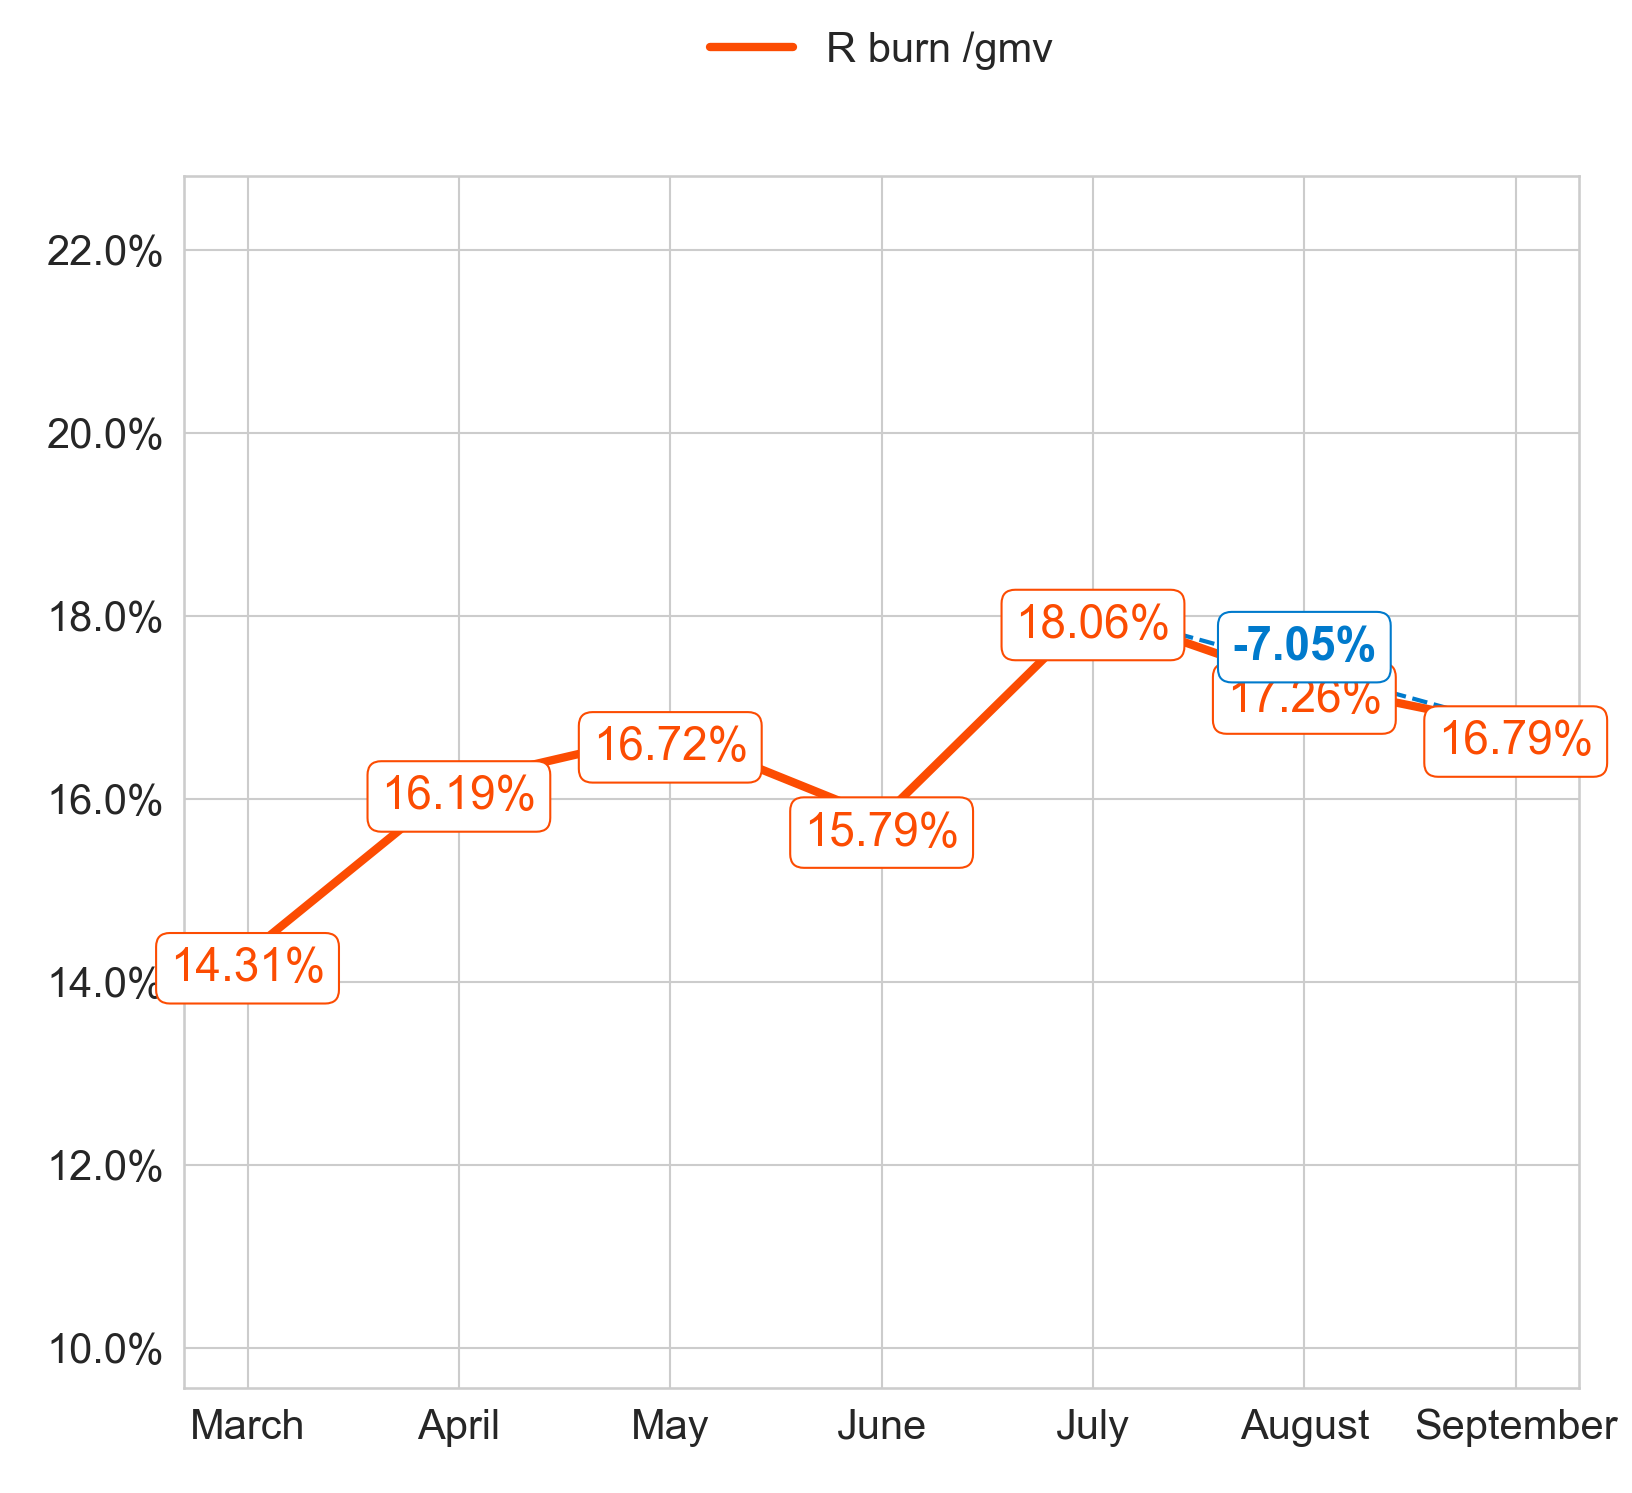 R burn /gmv
22.0%
20.0%
18.0%
16.0%
14.0%
12.0%
10.0%
14.31%
16.19%
16.72%
15.79%
18.06%
-7.05%
17.26%
16.79%
March
April
May
June
July
August
September